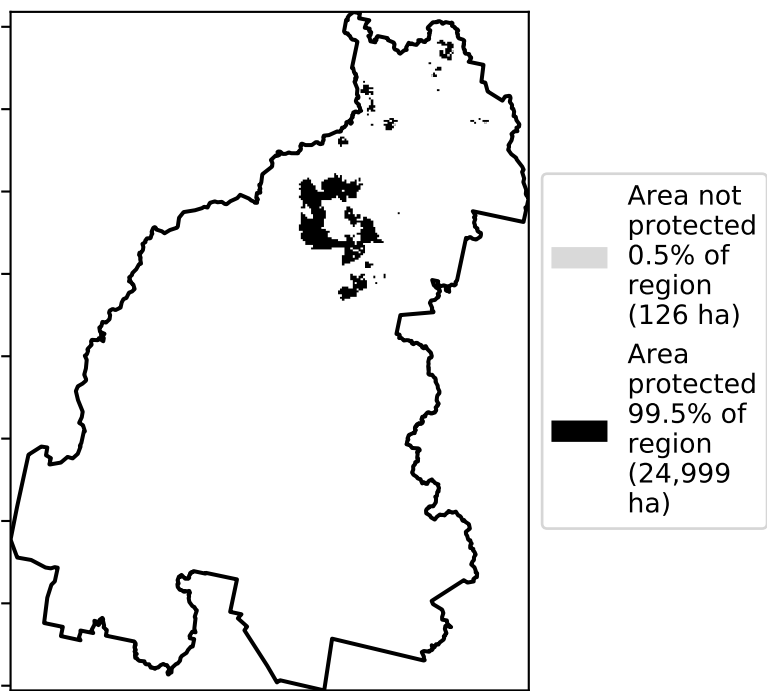 Area not
protected
0.5% of
region
(126 ha)
Area
protected
99.5% of
region
(24,999
ha)